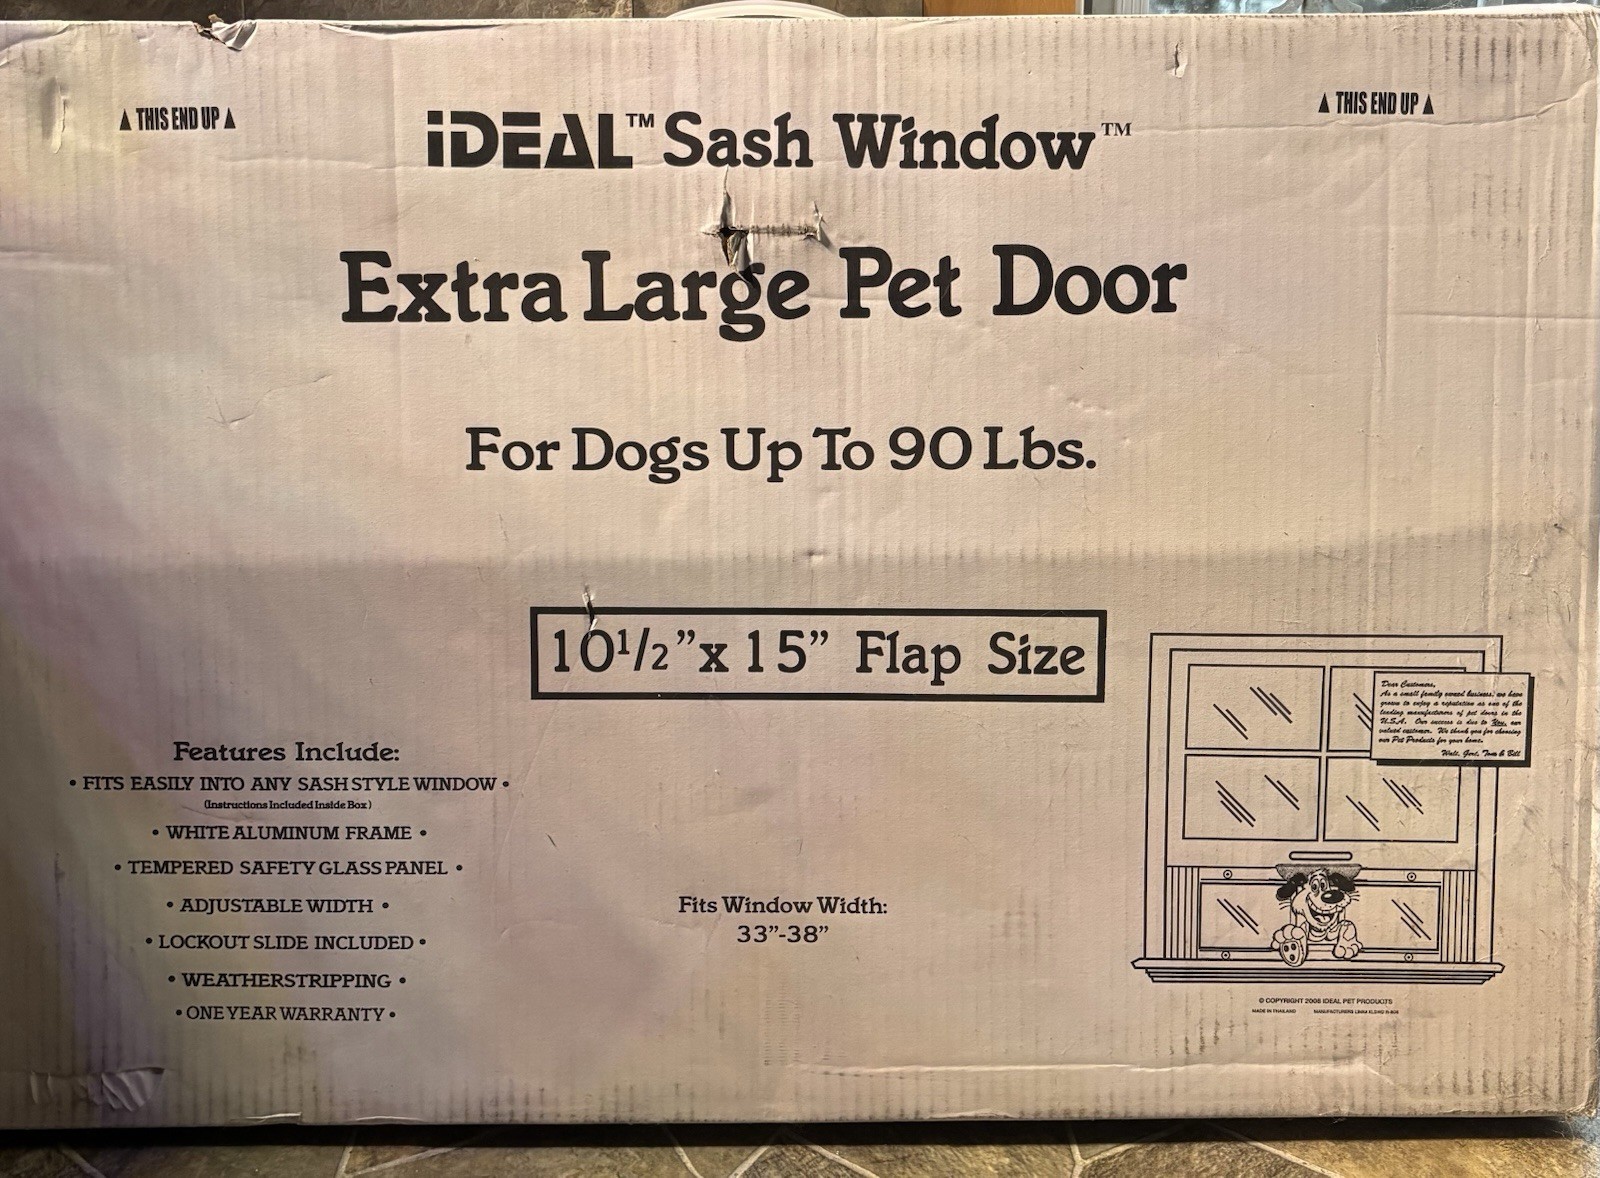 ▲ THIS END UP ▲
▲ THIS END UP ▲
iDEAL™ Sash Window™
Extra Large Pet Door
For Dogs Up To 90 Lbs.
10 1/2” x 15” Flap Size
Features Include:
• FITS EASILY INTO ANY SASH STYLE WINDOW •
(Instructions Included Inside Box)
• WHITE ALUMINUM FRAME •
• TEMPERED SAFETY GLASS PANEL •
• ADJUSTABLE WIDTH •
• LOCKOUT SLIDE INCLUDED •
• WEATHERSTRIPPING •
• ONE YEAR WARRANTY •
Fits Window Width:
33”-38”
Dear Customers,
As a small family owned business, we have
grown to enjoy a reputation as one of the
leading manufacturers of pet doors in the
U.S.A. Our success is due to You, our
valued customer. We thank you for choosing
our Pet Products for your home.
Walt, Geri, Tom & Bill
© COPYRIGHT 2008 IDEAL PET PRODUCTS
MADE IN THAILAND